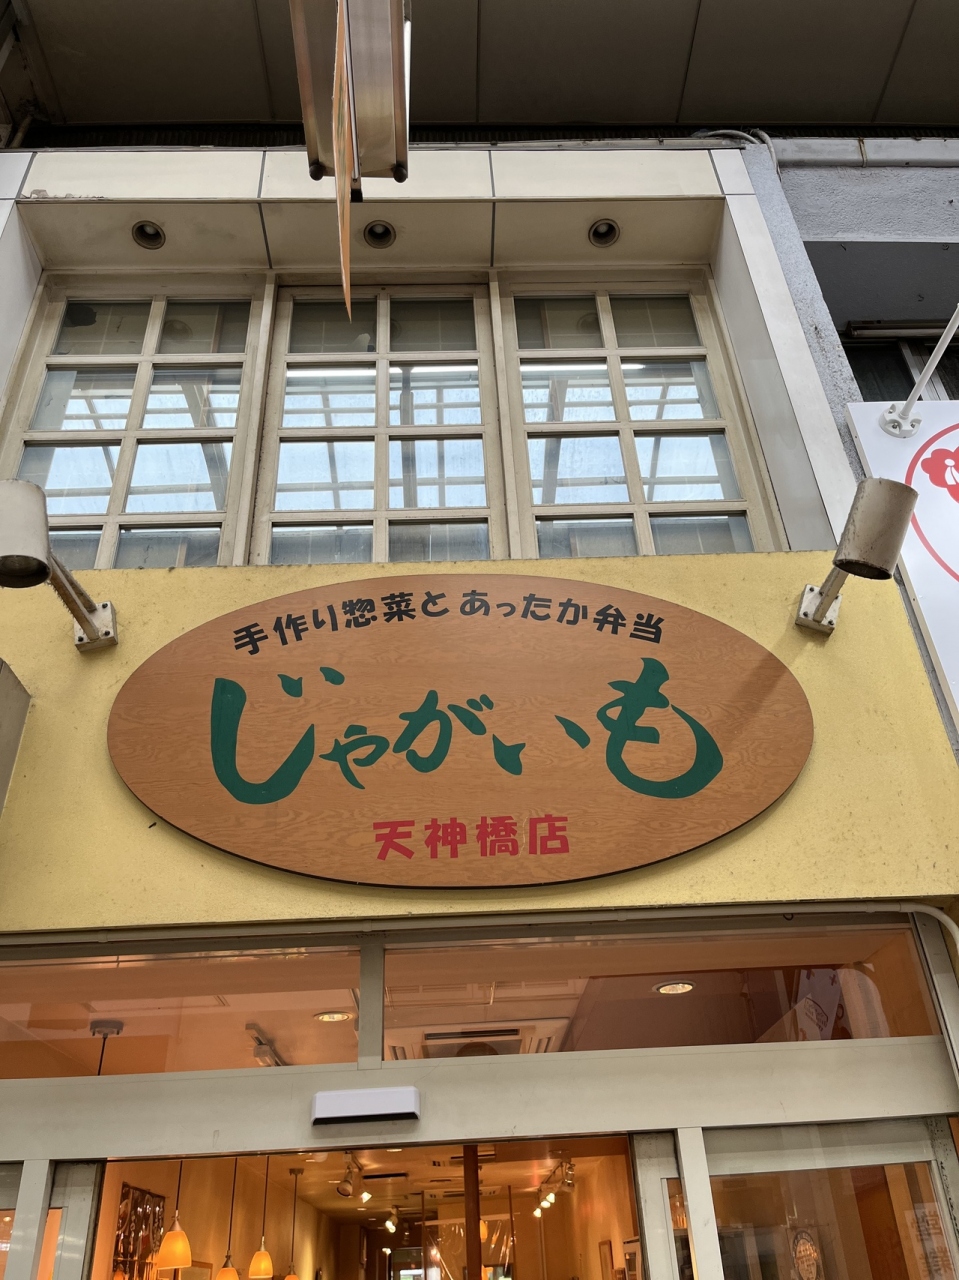 手作り惣菜とあったか弁当
じゃがいも
天神橋店